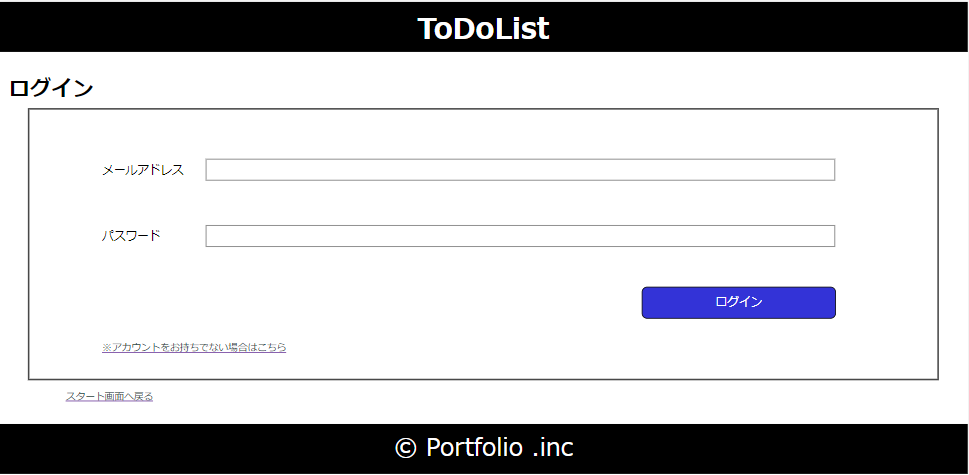 ToDoList
ログイン
メールアドレス
パスワード
ログイン
※アカウントをお持ちでない場合はこちら
スタート画面へ戻る
© Portfolio .inc